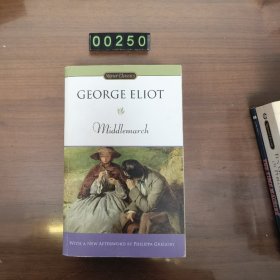 00250
Signet Classics
GEORGE ELIOT
Middlemarch
WITH A NEW AFTERWORD BY PHILIPPA GREGORY